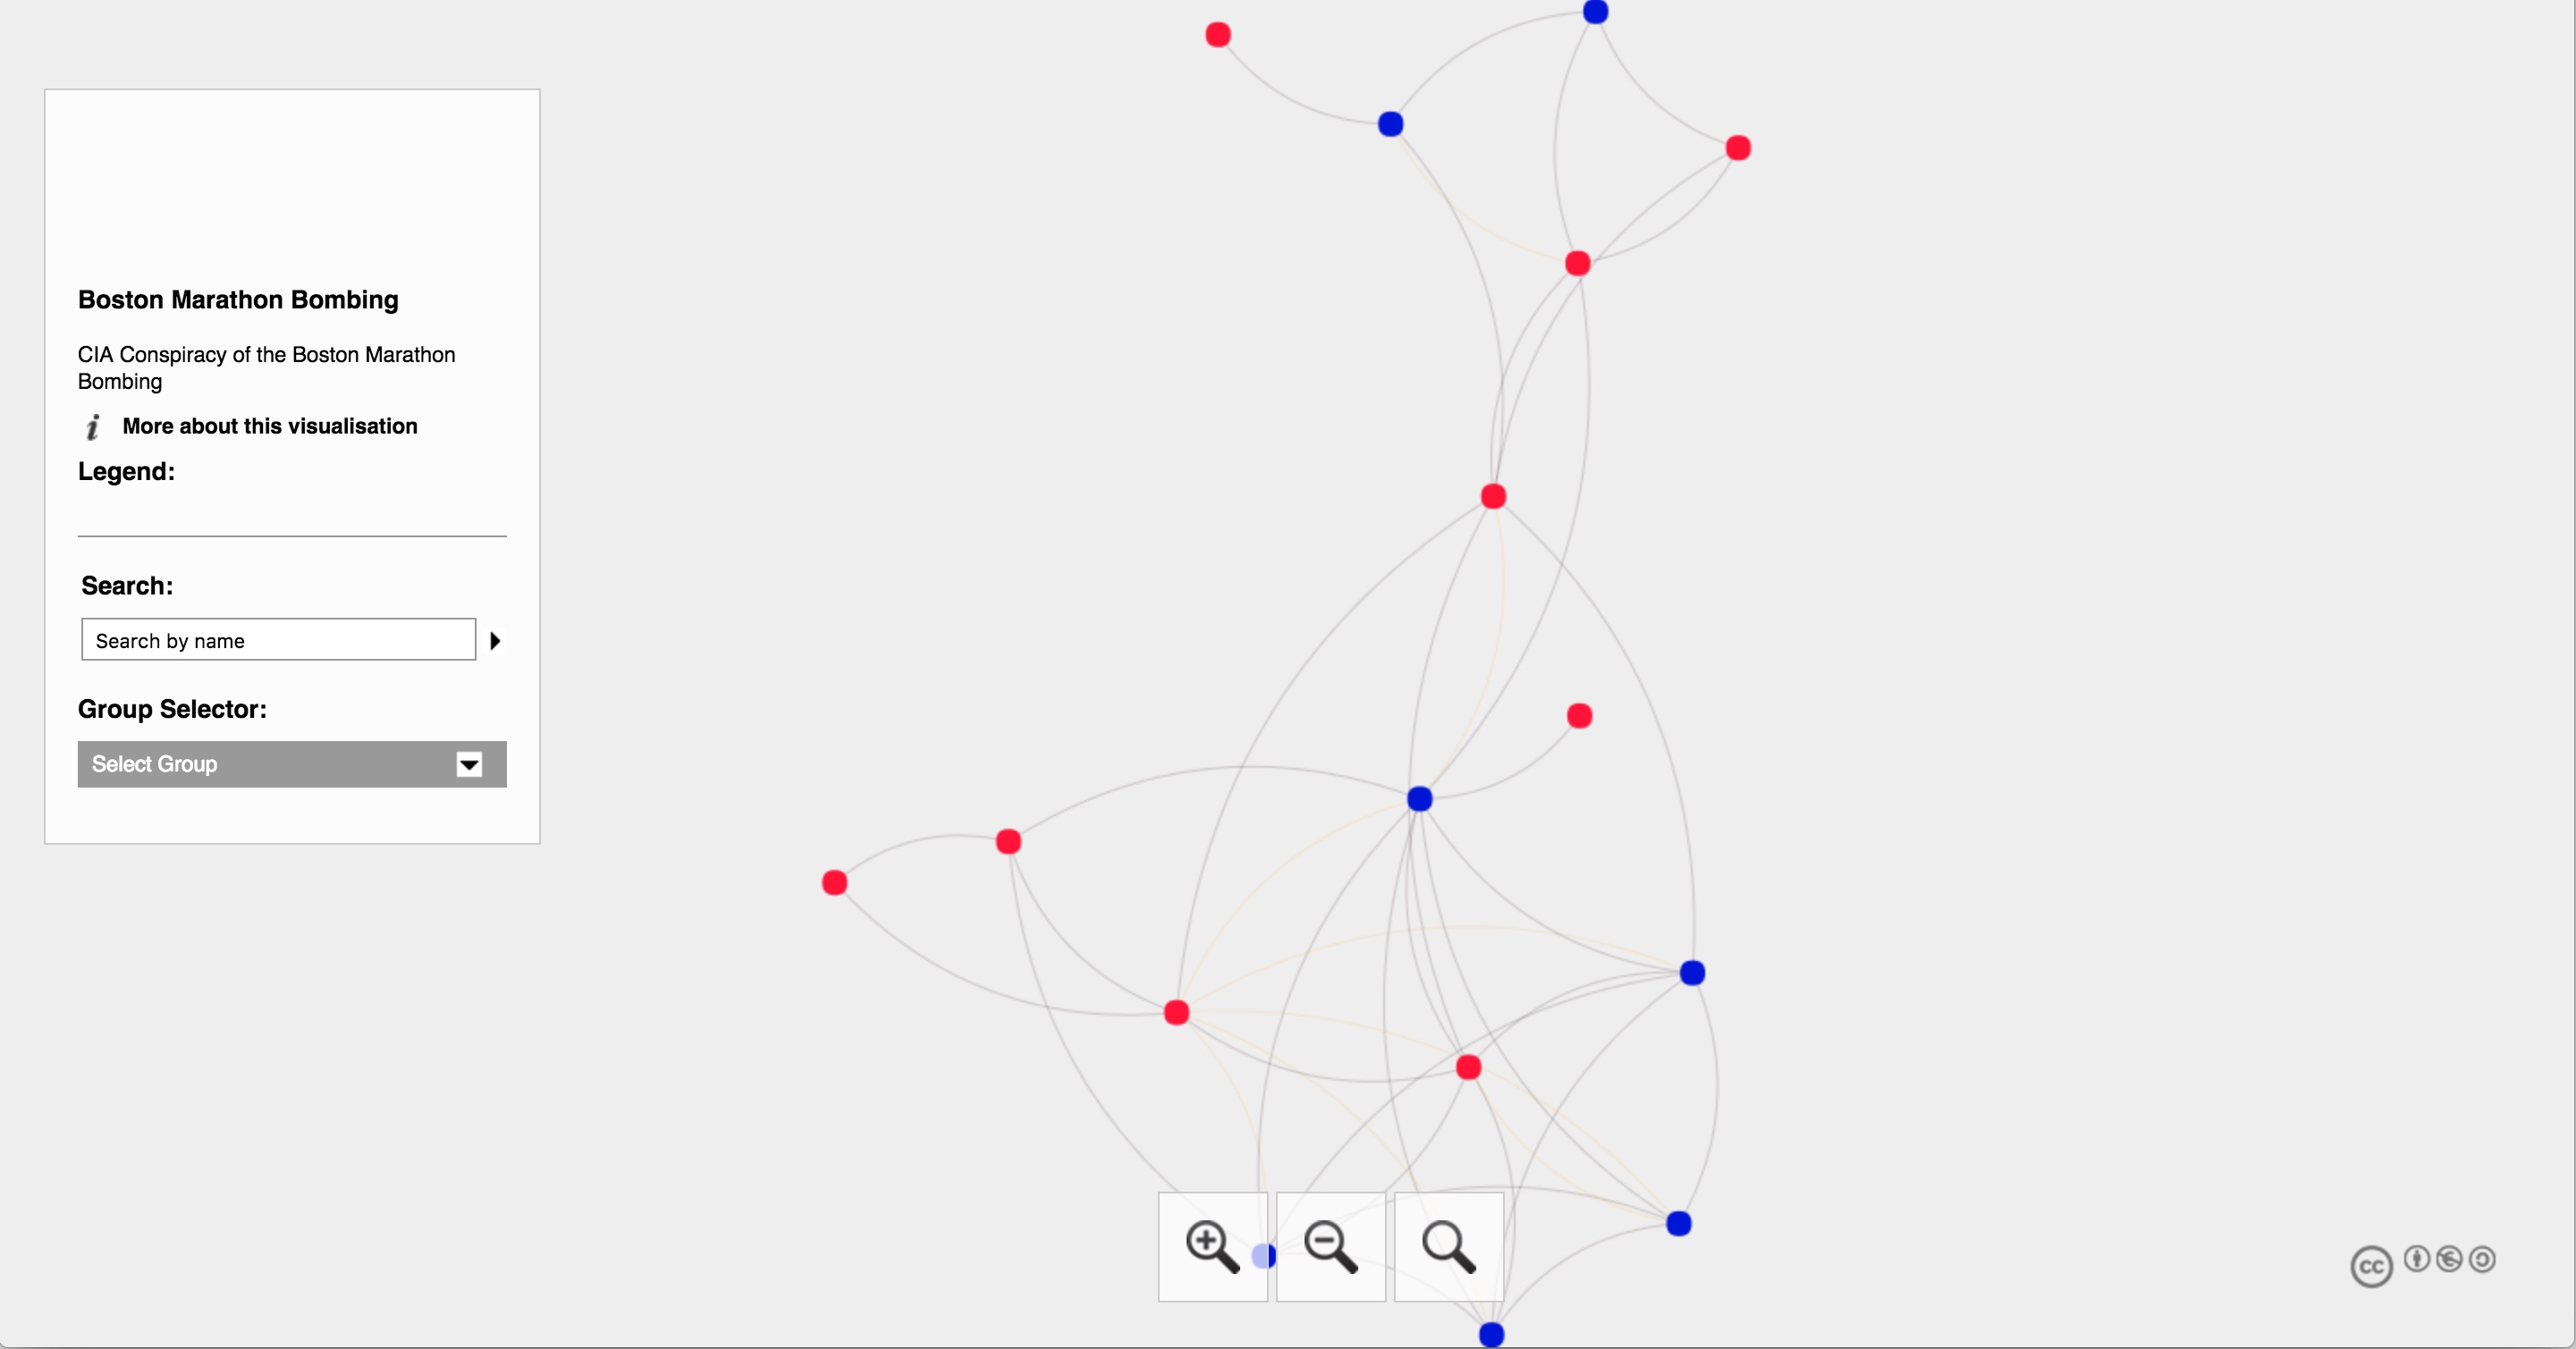 Boston Marathon Bombing
CIA Conspiracy of the Boston Marathon
Bombing
i More about this visualisation
Legend:
Search:
Search by name
Group Selector:
Select Group
cc